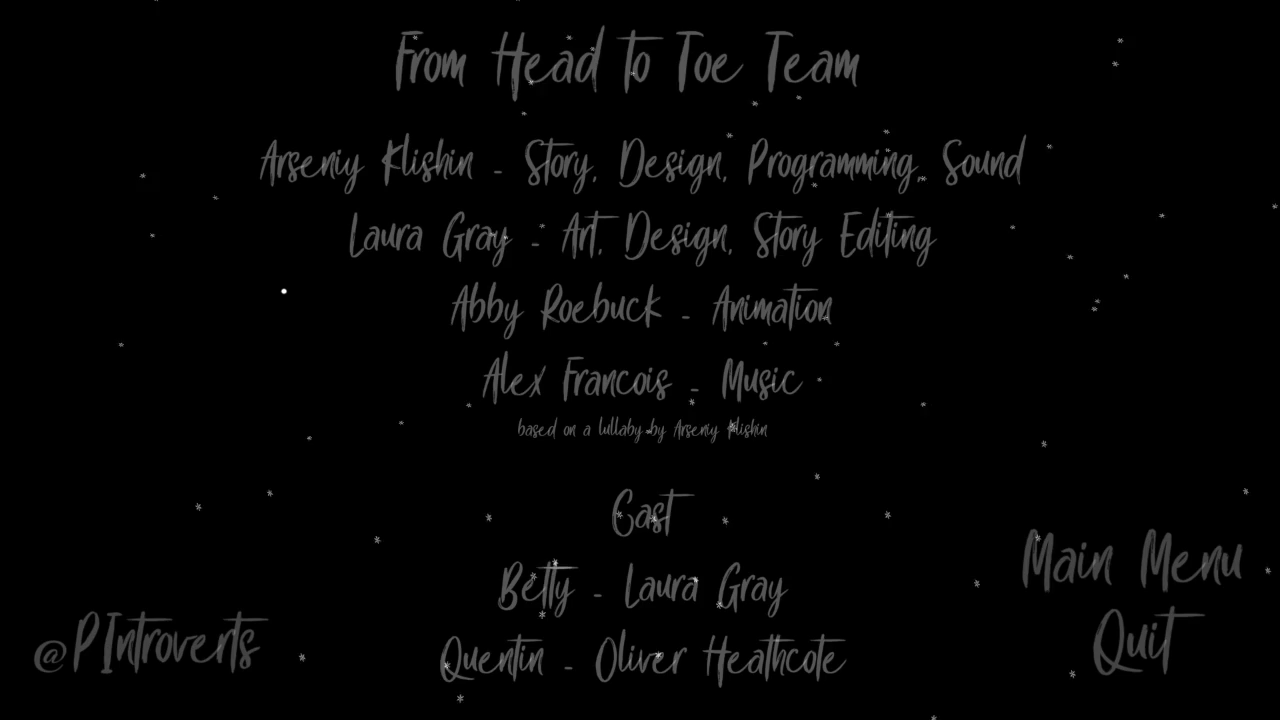 From Head to Toe Team
Arseniy Klishin - Story, Design, Programming, Sound
Laura Gray - Art, Design, Story Editing
Abby Roebuck - Animation
Alex Francois - Music
based on a lullaby by Arseniy Klishin
Cast
Betty - Laura Gray
Quentin - Oliver Heathcote
@PIntroverts
Main Menu
Quit